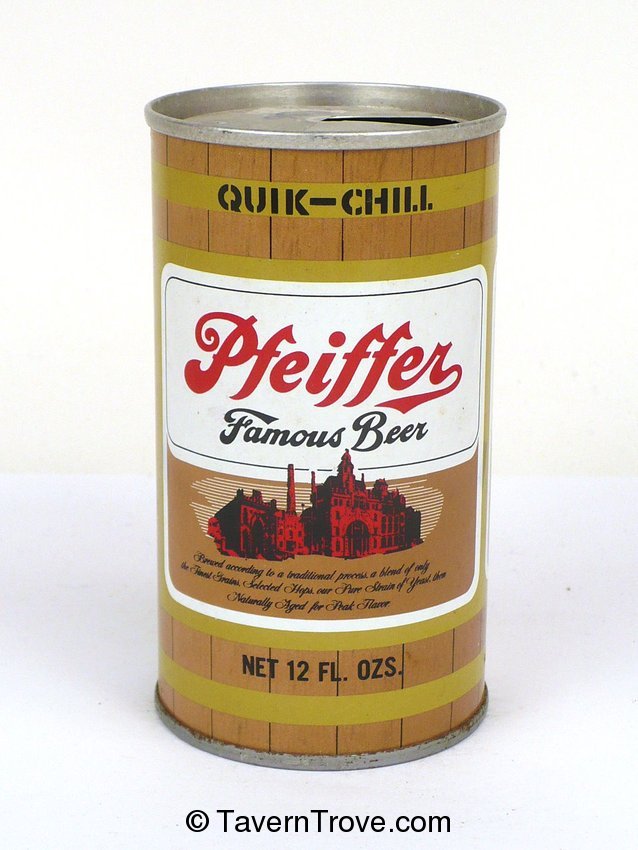 QUIK-CHILL
Pfeiffer
Famous Beer
Brewed according to a traditional process, a blend of only
the Finest Grains, Selected Hops, our Pure Strain of Yeast, then
Naturally Aged for Peak Flavor
NET 12 FL. OZS.
© TavernTrove.com